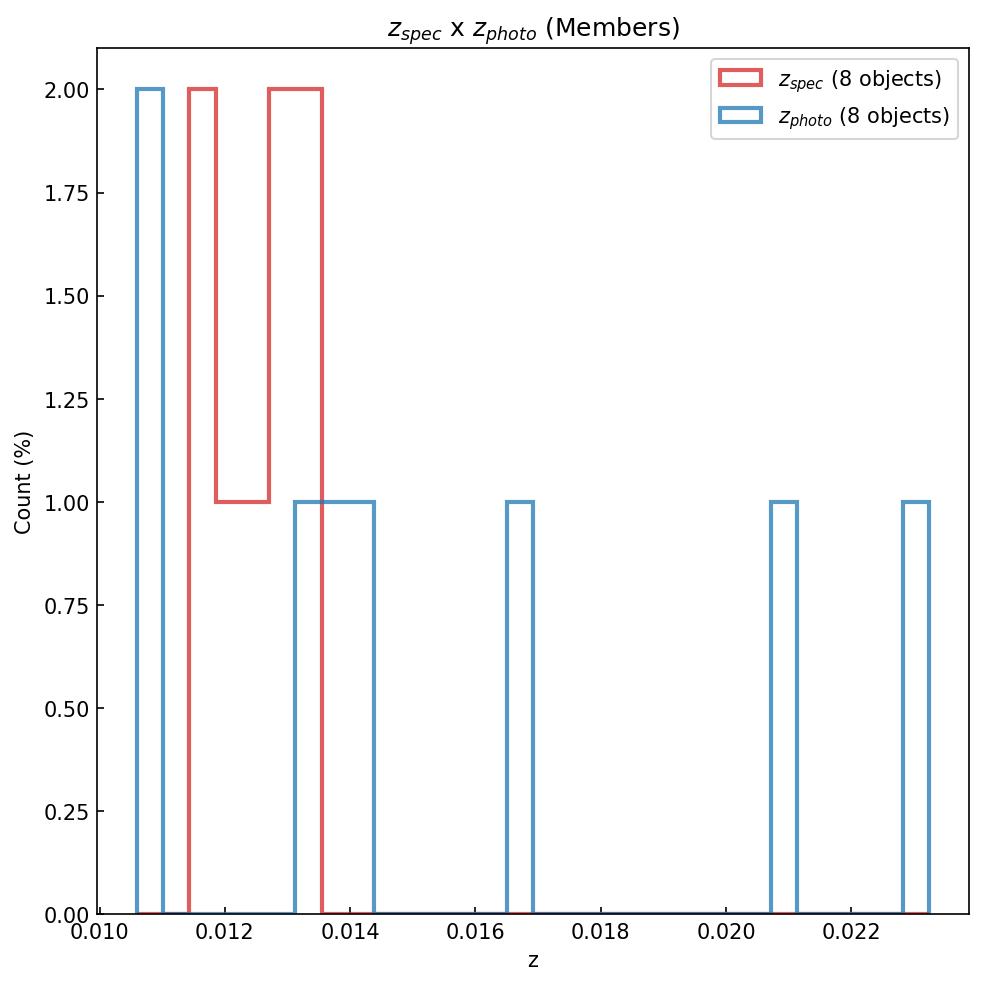 z_spec x z_photo (Members)
z_spec (8 objects)
z_photo (8 objects)
Count (%)
2.00
1.75
1.50
1.25
1.00
0.75
0.50
0.25
0.00
0.010 0.012 0.014 0.016 0.018 0.020 0.022
z